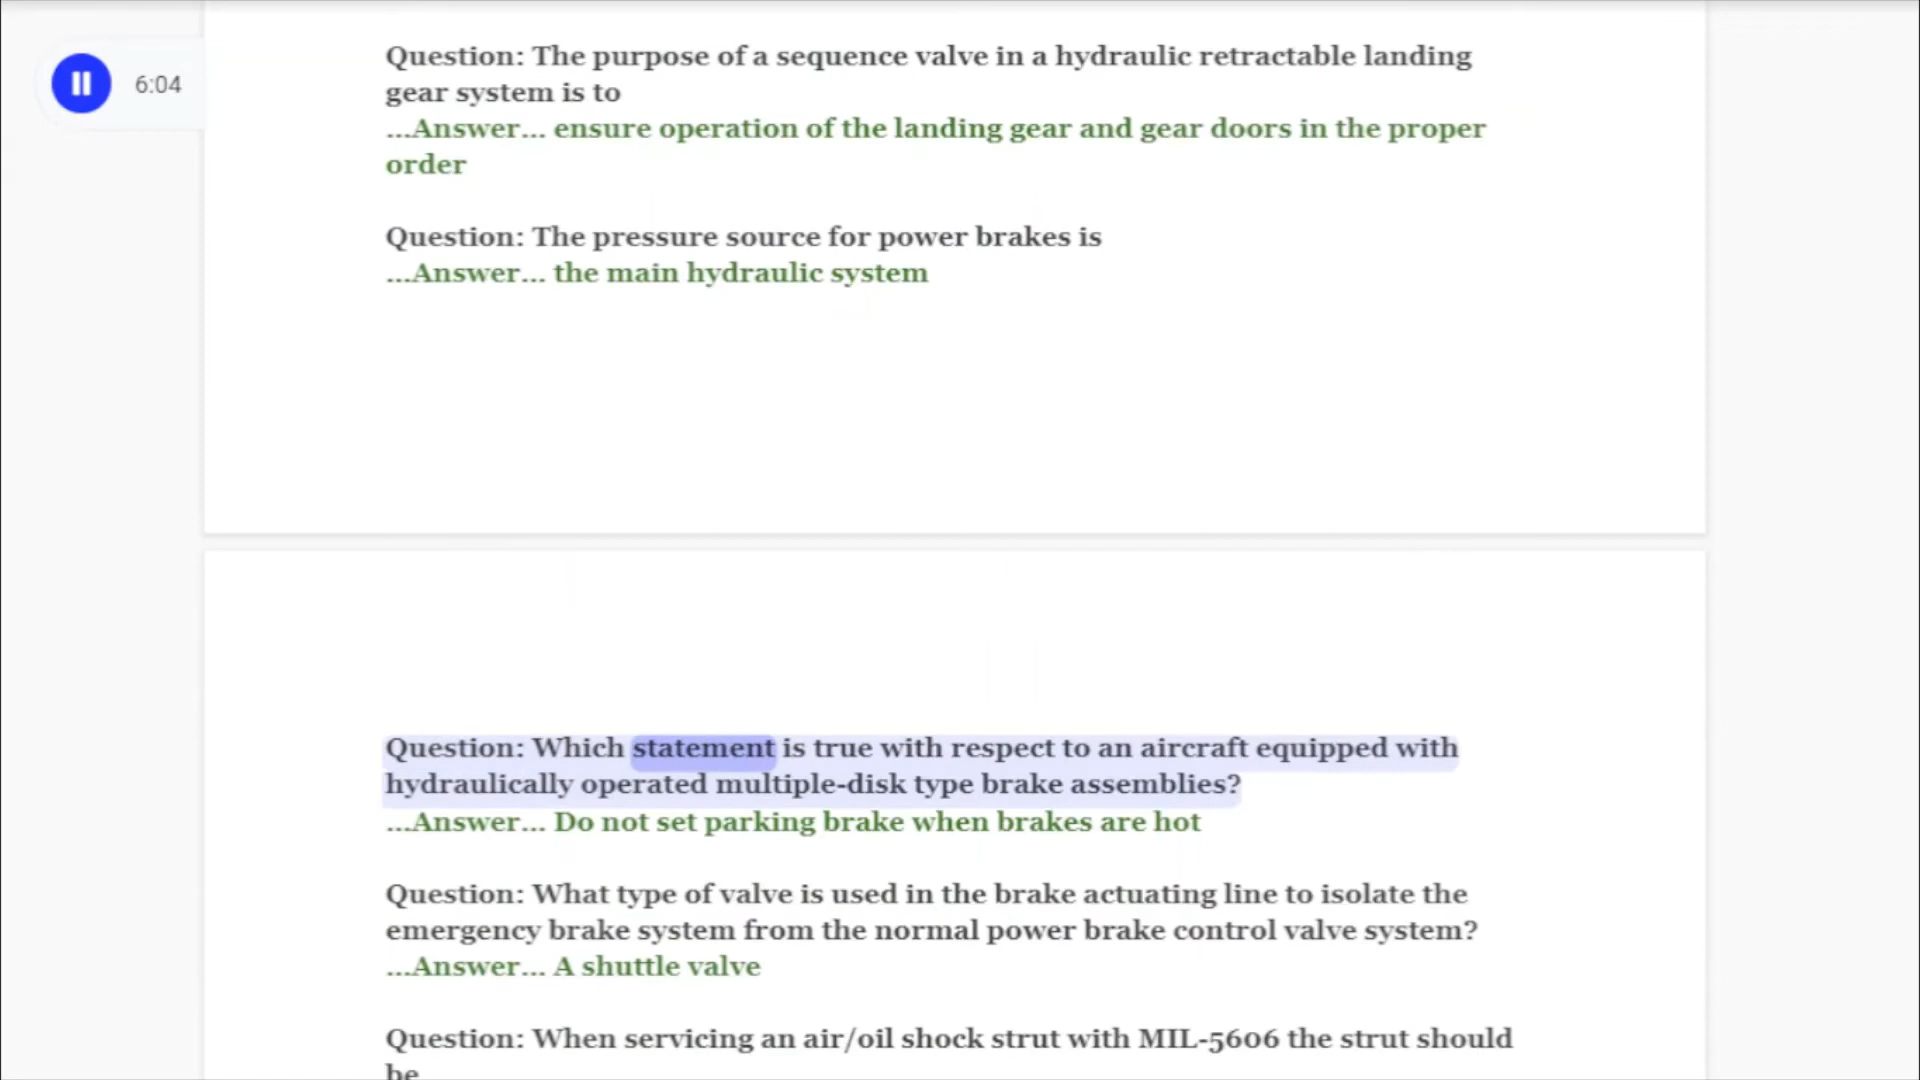 6:04
Question: The purpose of a sequence valve in a hydraulic retractable landing
gear system is to
...Answer... ensure operation of the landing gear and gear doors in the proper
order
Question: The pressure source for power brakes is
...Answer... the main hydraulic system
Question: Which statement is true with respect to an aircraft equipped with
hydraulically operated multiple-disk type brake assemblies?
...Answer... Do not set parking brake when brakes are hot
Question: What type of valve is used in the brake actuating line to isolate the
emergency brake system from the normal power brake control valve system?
...Answer... A shuttle valve
Question: When servicing an air/oil shock strut with MIL-5606 the strut should
be